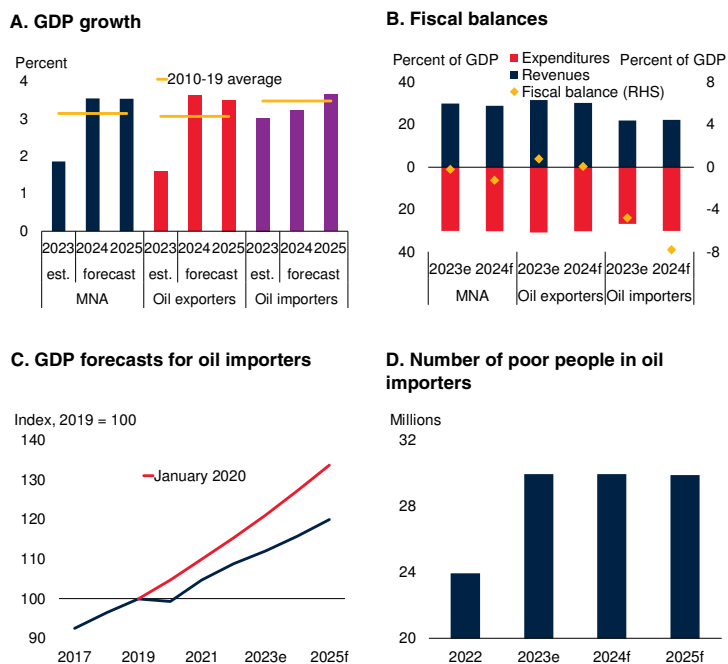 A. GDP growth
Percent
4
3
2
1
0
2010-19 average
2023 2024 2025 2023 2024 2025 2023 2024 2025
est. forecast est. forecast est. forecast
MNA Oil exporters Oil importers
B. Fiscal balances
Percent of GDP Percent of GDP
Expenditures
Revenues
Fiscal balance (RHS)
40
20
0
20
40
8
4
0
-4
-8
2023e 2024f 2023e 2024f 2023e 2024f
MNA Oil exporters Oil importers
C. GDP forecasts for oil importers
Index, 2019 = 100
140
130
120
110
100
90
January 2020
2017 2019 2021 2023e 2025f
D. Number of poor people in oil
importers
Millions
32
28
24
20
2022 2023e 2024f 2025f